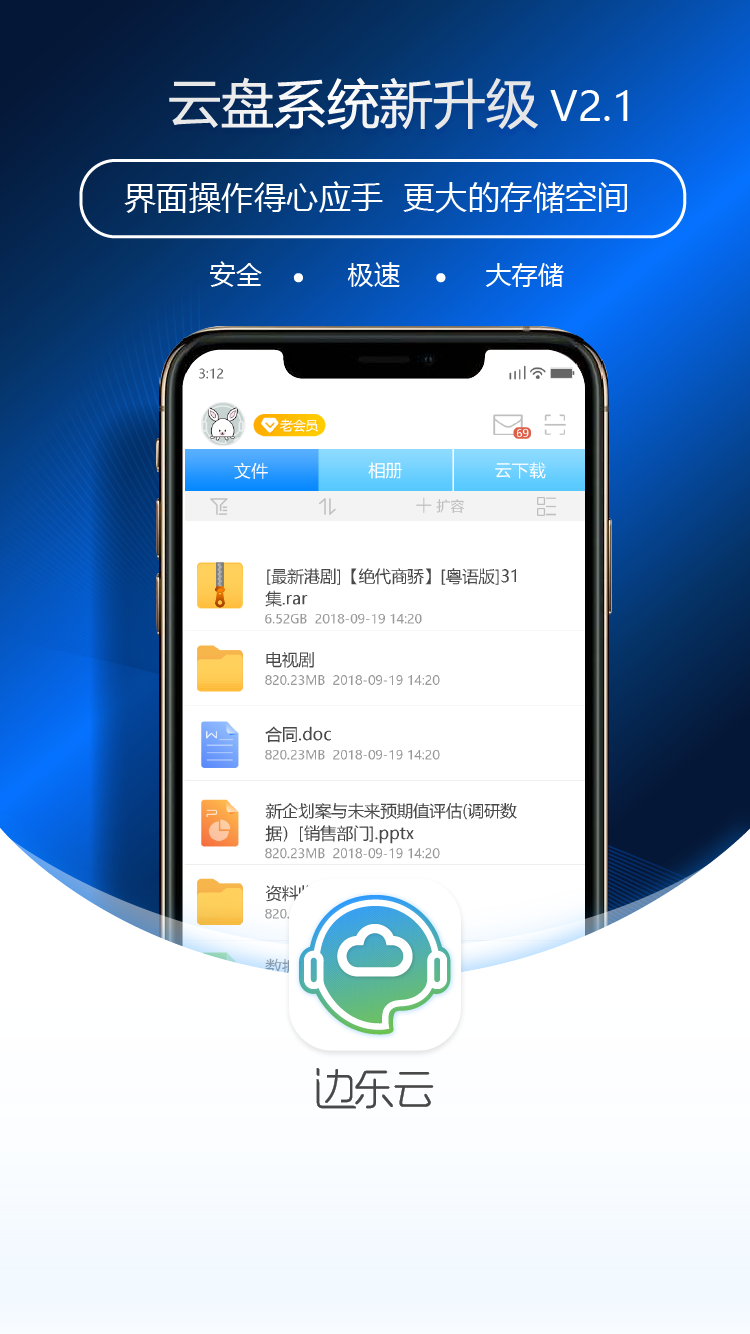 云盘系统新升级 V2.1
界面操作得心应手 更大的存储空间
安全 • 极速 • 大存储
3:12
老会员
69
文件 相册 云下载
扩容
[最新港剧]【绝代商骄】[粤语版]31
集.rar
6.52GB 2018-09-19 14:20
电视剧
820.23MB 2018-09-19 14:20
合同.doc
820.23MB 2018-09-19 14:20
新企划案与未来预期值评估(调研数
据）[销售部门].pptx
820.23MB 2018-09-19 14:20
资料
820.
数据
边乐云